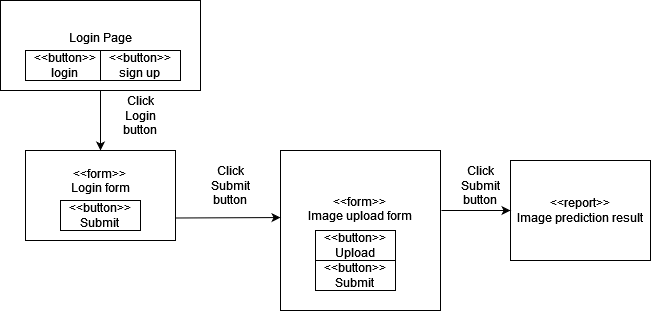 Login Page
<<button>>
login
<<button>>
sign up
Click
Login
button
<<form>>
Login form
<<button>>
Submit
Click
Submit
button
<<form>>
Image upload form
<<button>>
Upload
<<button>>
Submit
Click
Submit
button
<<report>>
Image prediction result